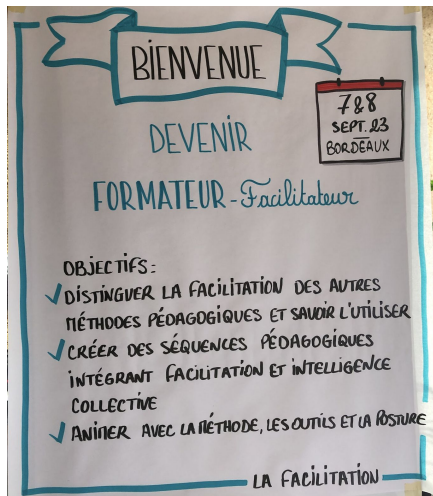 BIENVENUE
7&8
SEPT. 23
BORDEAUX
DEVENIR
FORMATEUR - Facilitateur
OBJECTIFS :
DISTINGUER LA FACILITATION DES AUTRES
MÉTHODES PÉDAGOGIQUES ET SAVOIR L'UTILISER
CRÉER DES SÉQUENCES PÉDAGOGIQUES
INTÉGRANT FACILITATION ET INTELLIGENCE
COLLECTIVE
ANIMER AVEC LA MÉTHODE, LES OUTILS ET LA POSTURE
LA FACILITATION